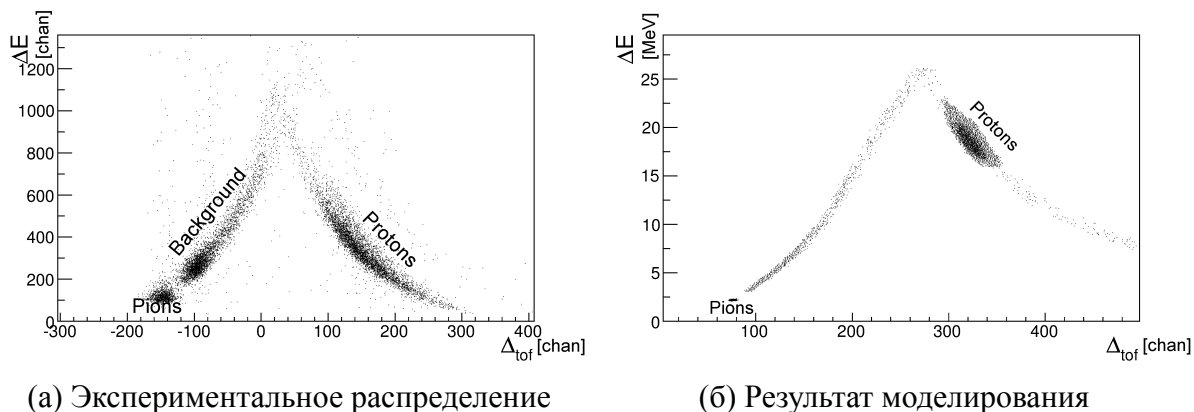 ΔE [chan]
1200
1000
800
600
400
200
0
Background
Protons
Pions
-300 -200 -100 0 100 200 300 400
Δtof [chan]
(а) Экспериментальное распределение
ΔE [MeV]
25
20
15
10
5
0
Protons
Pions
100 200 300 400
Δtof [chan]
(б) Результат моделирования